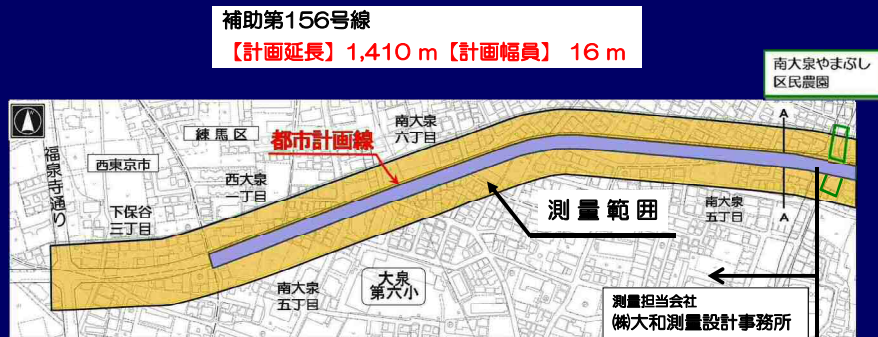 補助第156号線
【計画延長】1,410 m【計画幅員】 16 m
南大泉やまぶし
区民農園
福泉寺通り
西東京市
練馬区
下保谷
三丁目
西大泉
一丁目
都市計画線
南大泉
六丁目
測量範囲
南大泉
五丁目
A
A
南大泉
五丁目
大泉
第六小
測量担当会社
㈱大和測量設計事務所